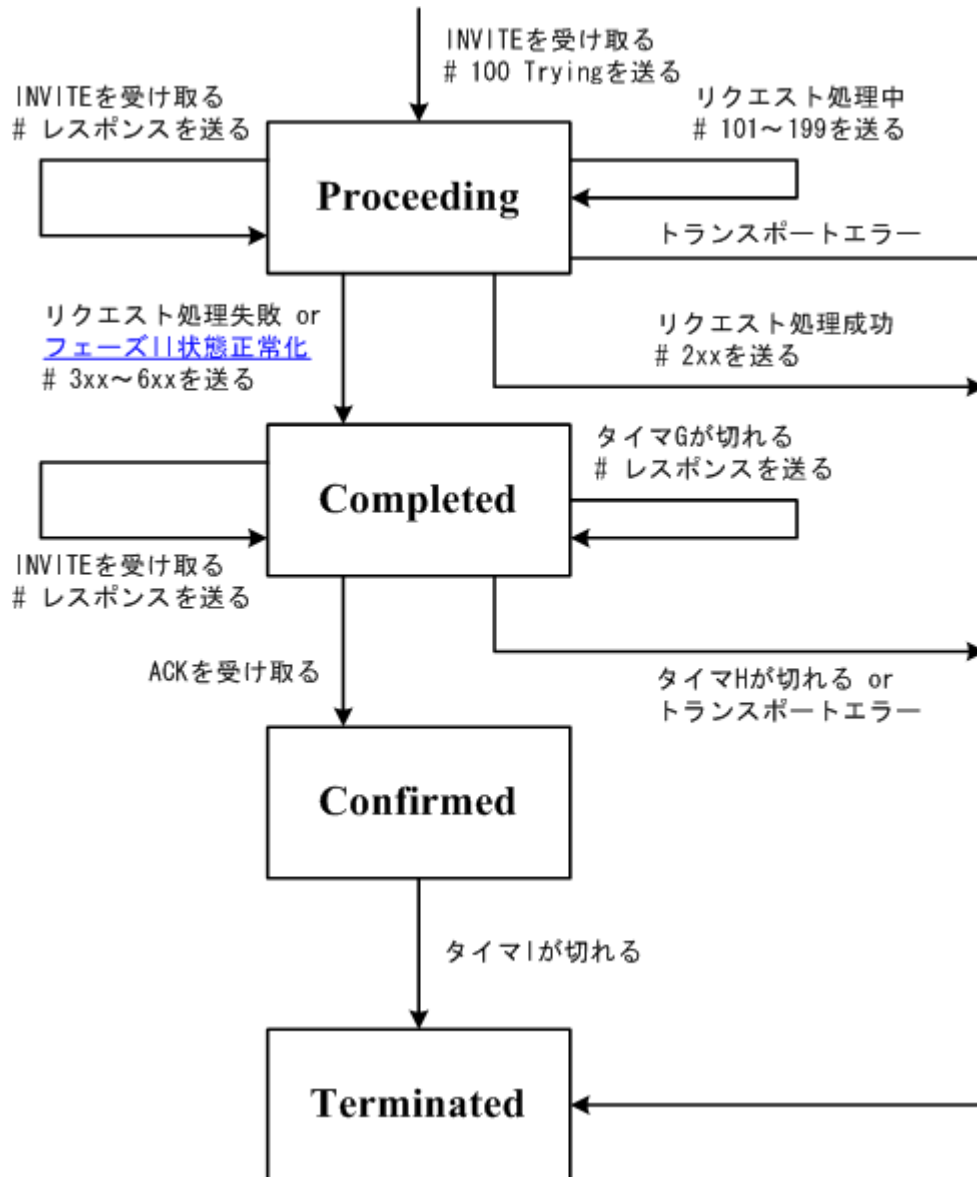 INVITEを受け取る
# 100 Tryingを送る
INVITEを受け取る
# レスポンスを送る
リクエスト処理中
# 101～199を送る
Proceeding
トランスポートエラー
リクエスト処理失敗 or
フェーズII状態正常化
# 3xx～6xxを送る
リクエスト処理成功
# 2xxを送る
タイマGが切れる
# レスポンスを送る
Completed
INVITEを受け取る
# レスポンスを送る
ACKを受け取る
タイマHが切れる or
トランスポートエラー
Confirmed
タイマIが切れる
Terminated